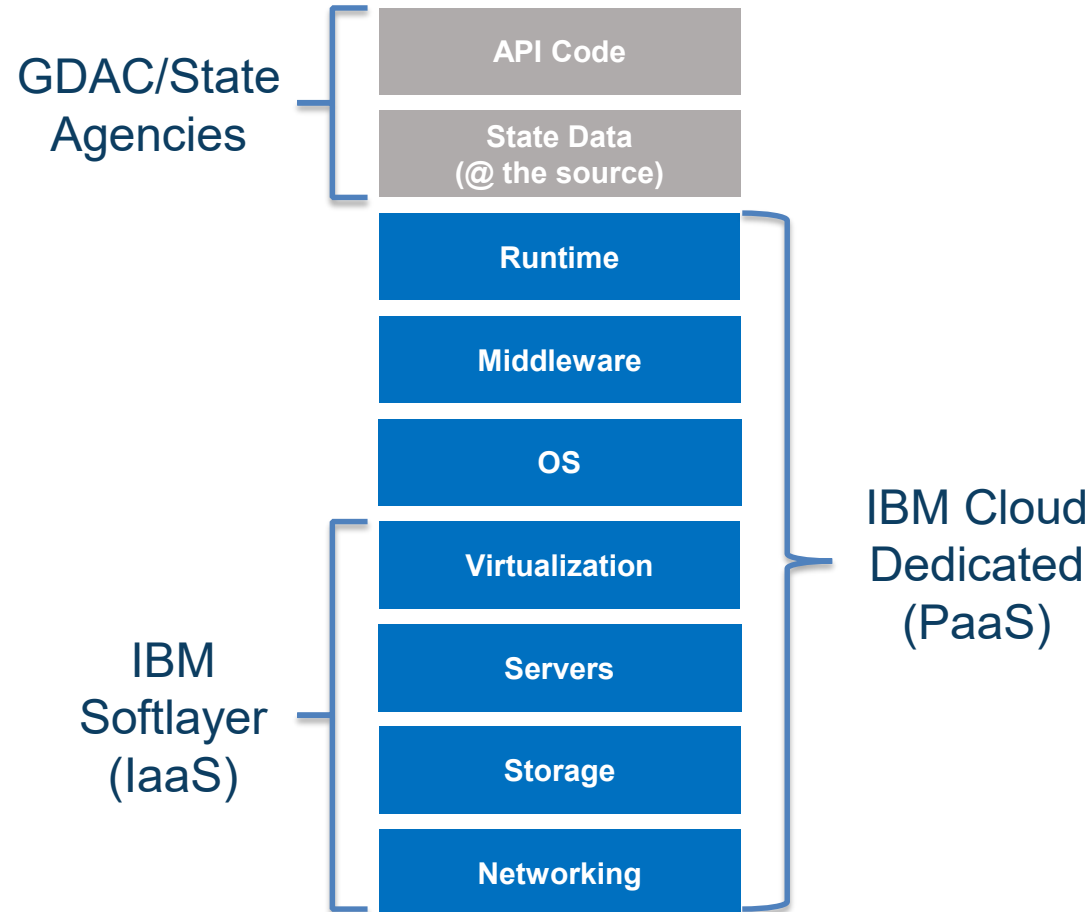 GDAC/State
Agencies
API Code
State Data
(@ the source)
Runtime
Middleware
OS
Virtualization
Servers
Storage
Networking
IBM
Softlayer
(IaaS)
IBM Cloud
Dedicated
(PaaS)